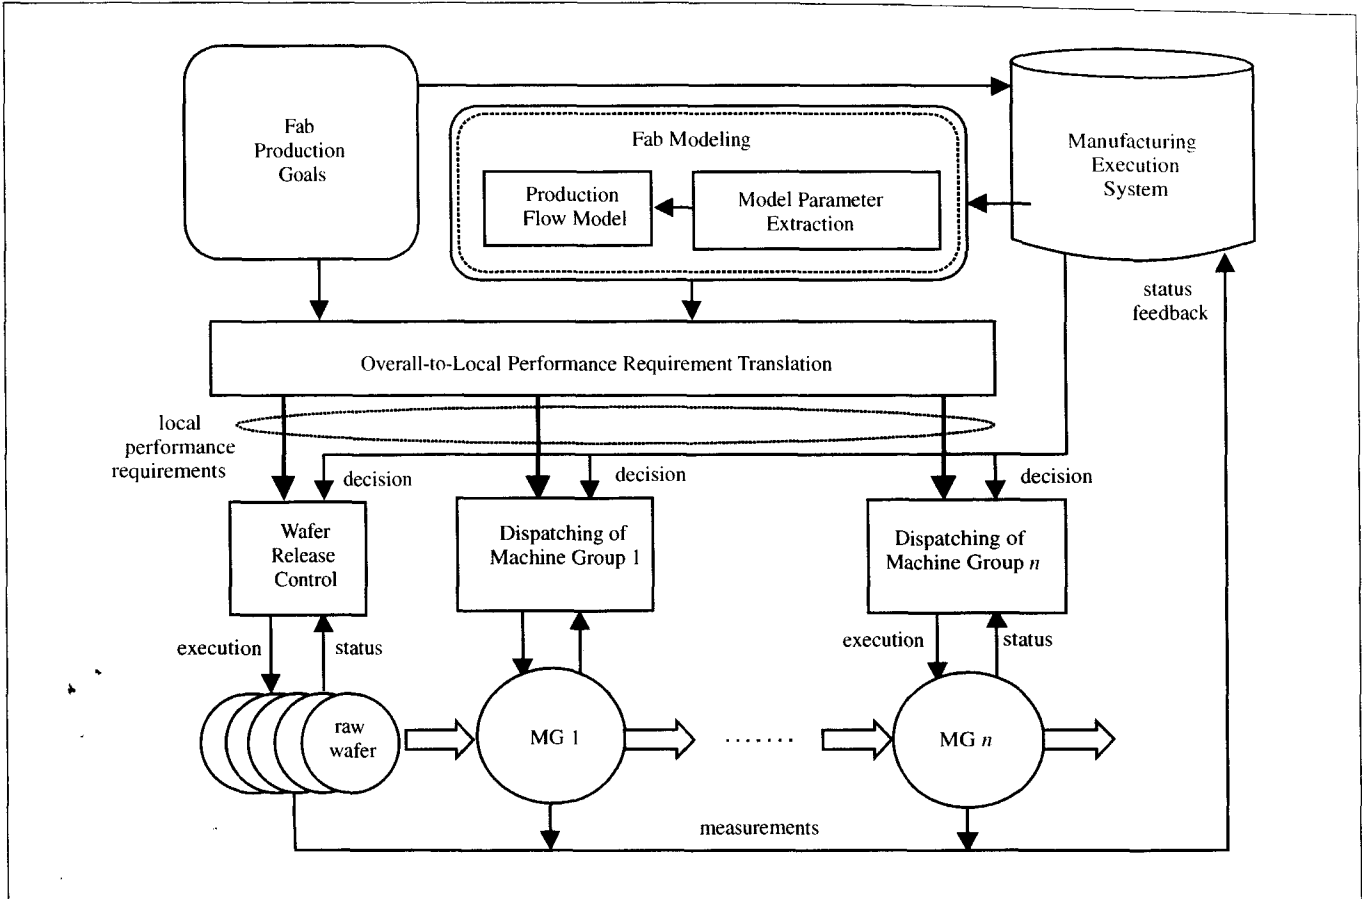 Fab
Production
Goals
Fab Modeling
Production
Flow Model
Model Parameter
Extraction
Manufacturing
Execution
System
status
feedback
Overall-to-Local Performance Requirement Translation
local
performance
requirements
decision
decision
decision
Wafer
Release
Control
Dispatching of
Machine Group 1
Dispatching of
Machine Group n
execution
status
execution
status
raw
wafer
MG 1
.......
MG n
measurements